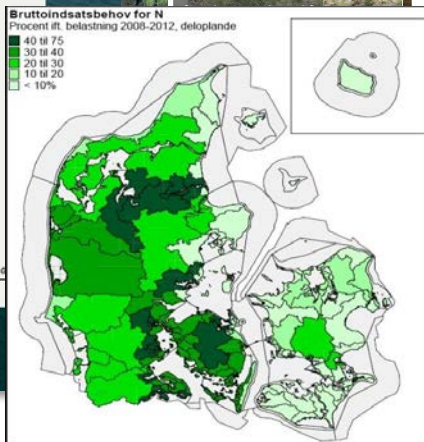 Bruttoindsatsbehov for N
Procent ift. belastning 2008-2012, deloplande
40 til 75
30 til 40
20 til 30
10 til 20
< 10%